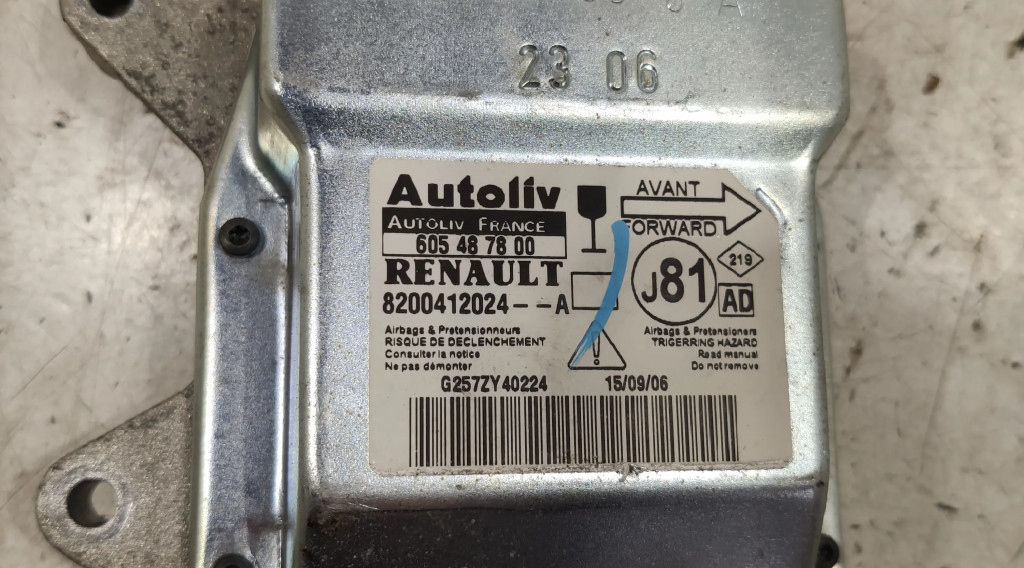 23 06
Autoliv
AUTOLIV FRANCE
605 48 78 00
RENAULT
8200412024--A
AVANT
FORWARD
J81
219
AD
Airbags & Pretensionneurs
RISQUE DE DECLENCHEMENT
Consulter la notice
Ne pas démonter
Airbags & Pretensioners
TRIGERRING HAZARD
Read manual
Do not remove
G257ZY40224
15/09/06